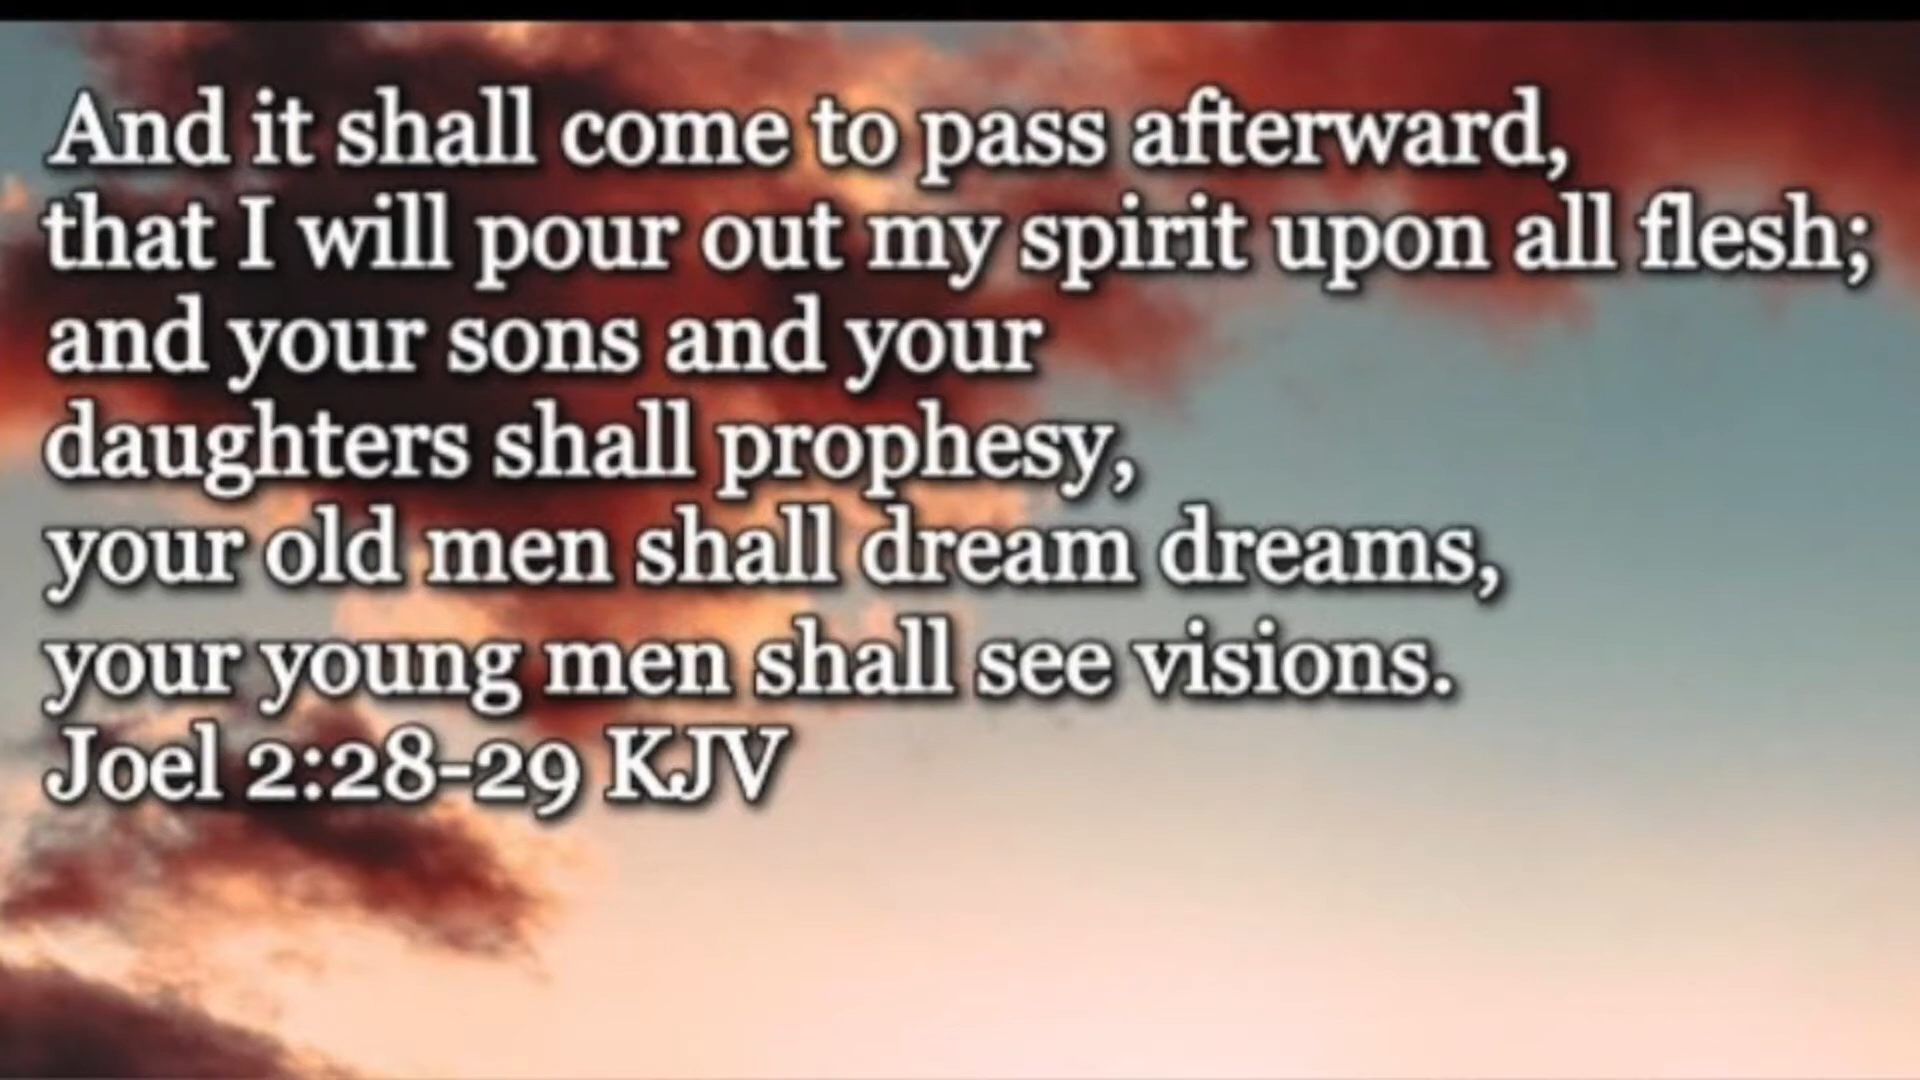 And it shall come to pass afterward,
that I will pour out my spirit upon all flesh;
and your sons and your
daughters shall prophesy,
your old men shall dream dreams,
your young men shall see visions.
Joel 2:28-29 KJV